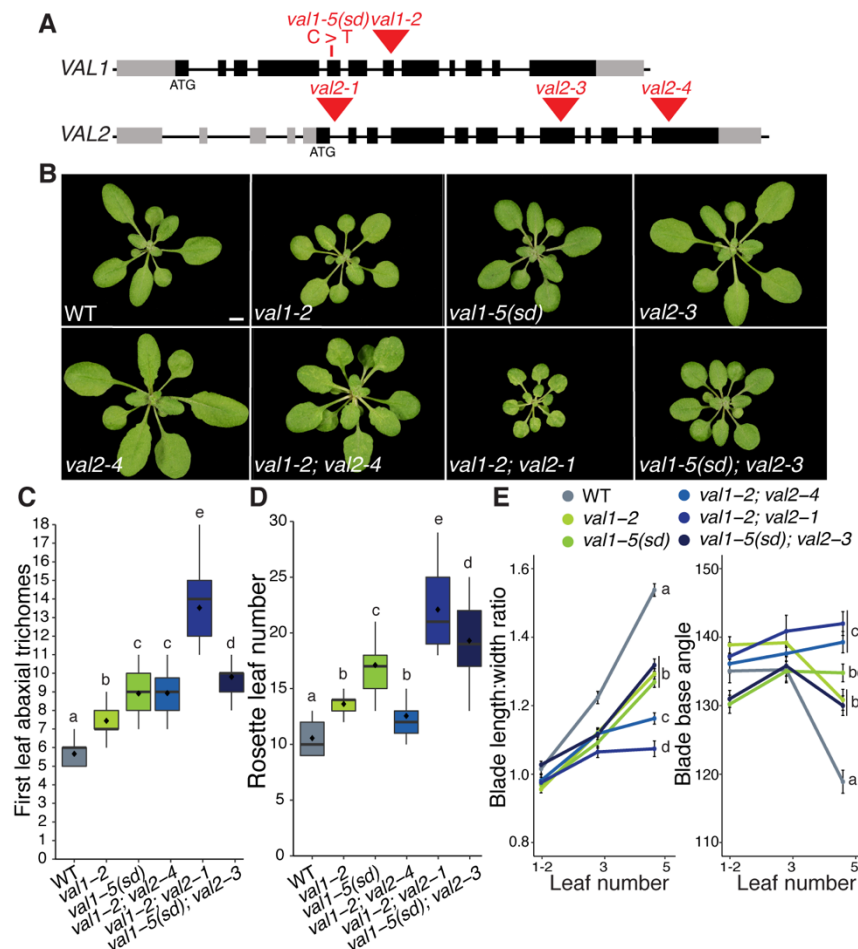 A
val1-5(sd) val1-2
C > T
VAL1
ATG
val2-1
val2-3
val2-4
VAL2
ATG
B
WT
val1-2
val1-5(sd)
val2-3
val2-4
val1-2; val2-4
val1-2; val2-1
val1-5(sd); val2-3
C
First leaf abaxial trichomes
18
17
16
15
14
13
12
11
10
9
8
7
6
5
4
3
2
1
0
a
b
c
c
e
d
WT
val1-2
val1-5(sd)
val1-2; val2-4
val1-2; val2-1
val1-5(sd); val2-3
D
Rosette leaf number
30
25
20
15
10
5
0
a
b
c
b
e
d
WT
val1-2
val1-5(sd)
val1-2; val2-4
val1-2; val2-1
val1-5(sd); val2-3
E
WT
val1-2
val1-5(sd)
val1-2; val2-4
val1-2; val2-1
val1-5(sd); val2-3
Blade length:width ratio
1.6
1.4
1.2
1.0
0.8
a
b
c
d
1-2
3
5
Leaf number
Blade base angle
150
140
130
120
110
c
bc
b
a
1-2
3
5
Leaf number